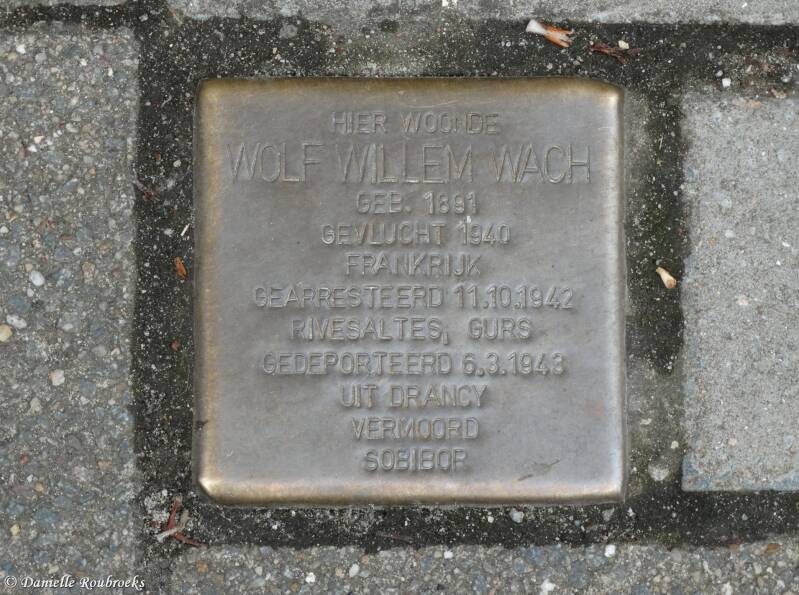 HIER WOONDE
WOLF WILLEM WACH
GEB. 1891
GEVLUCHT 1940
FRANKRIJK
GEARRESTEERD 11.10.1942
RIVESALTES, GURS
GEDEPORTEERD 6.3.1943
UIT DRANCY
VERMOORD
SOBIBOR
© Danielle Roubroeks